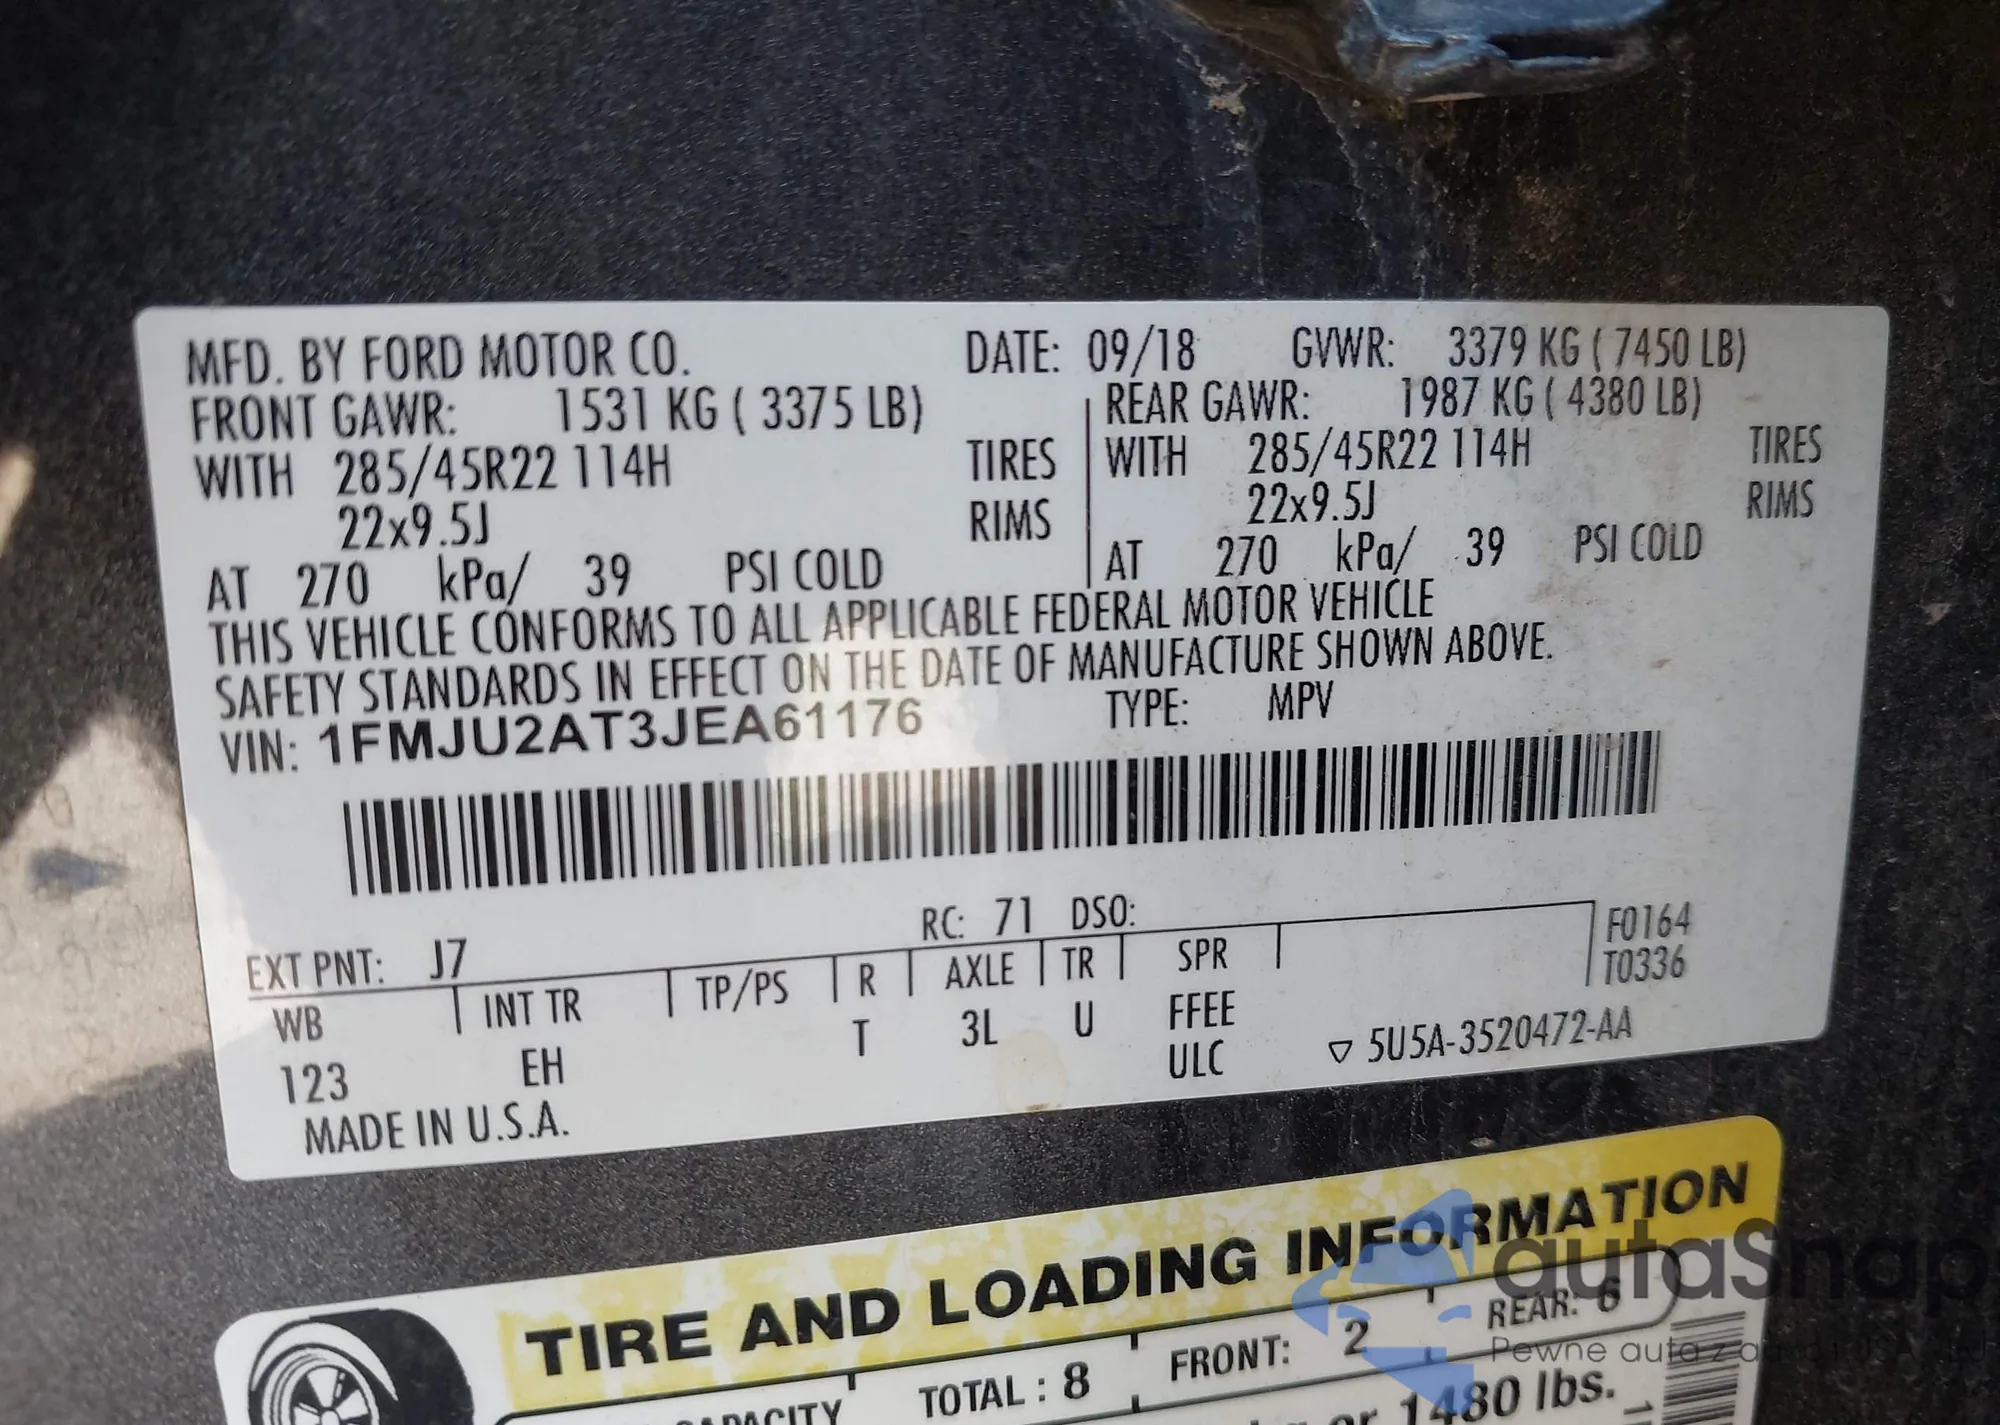 MFD. BY FORD MOTOR CO. DATE: 09/18 GVWR: 3379 KG ( 7450 LB)
FRONT GAWR: 1531 KG ( 3375 LB) REAR GAWR: 1987 KG ( 4380 LB)
WITH 285/45R22 114H TIRES WITH 285/45R22 114H TIRES
22x9.5J RIMS 22x9.5J RIMS
AT 270 kPa/ 39 PSI COLD AT 270 kPa/ 39 PSI COLD
THIS VEHICLE CONFORMS TO ALL APPLICABLE FEDERAL MOTOR VEHICLE
SAFETY STANDARDS IN EFFECT ON THE DATE OF MANUFACTURE SHOWN ABOVE.
VIN: 1FMJU2AT3JEA61176 TYPE: MPV
EXT PNT: J7 RC: 71 DSO: F0164
WB INT TR TP/PS R AXLE TR SPR T0336
123 EH T 3L U FFEE
ULC ▽ 5U5A-3520472-AA
MADE IN U.S.A.
TIRE AND LOADING INFORMATION
TOTAL : 8 FRONT: 2 REAR: 6
or 1480 lbs.
autaSnap
Pewne auta z